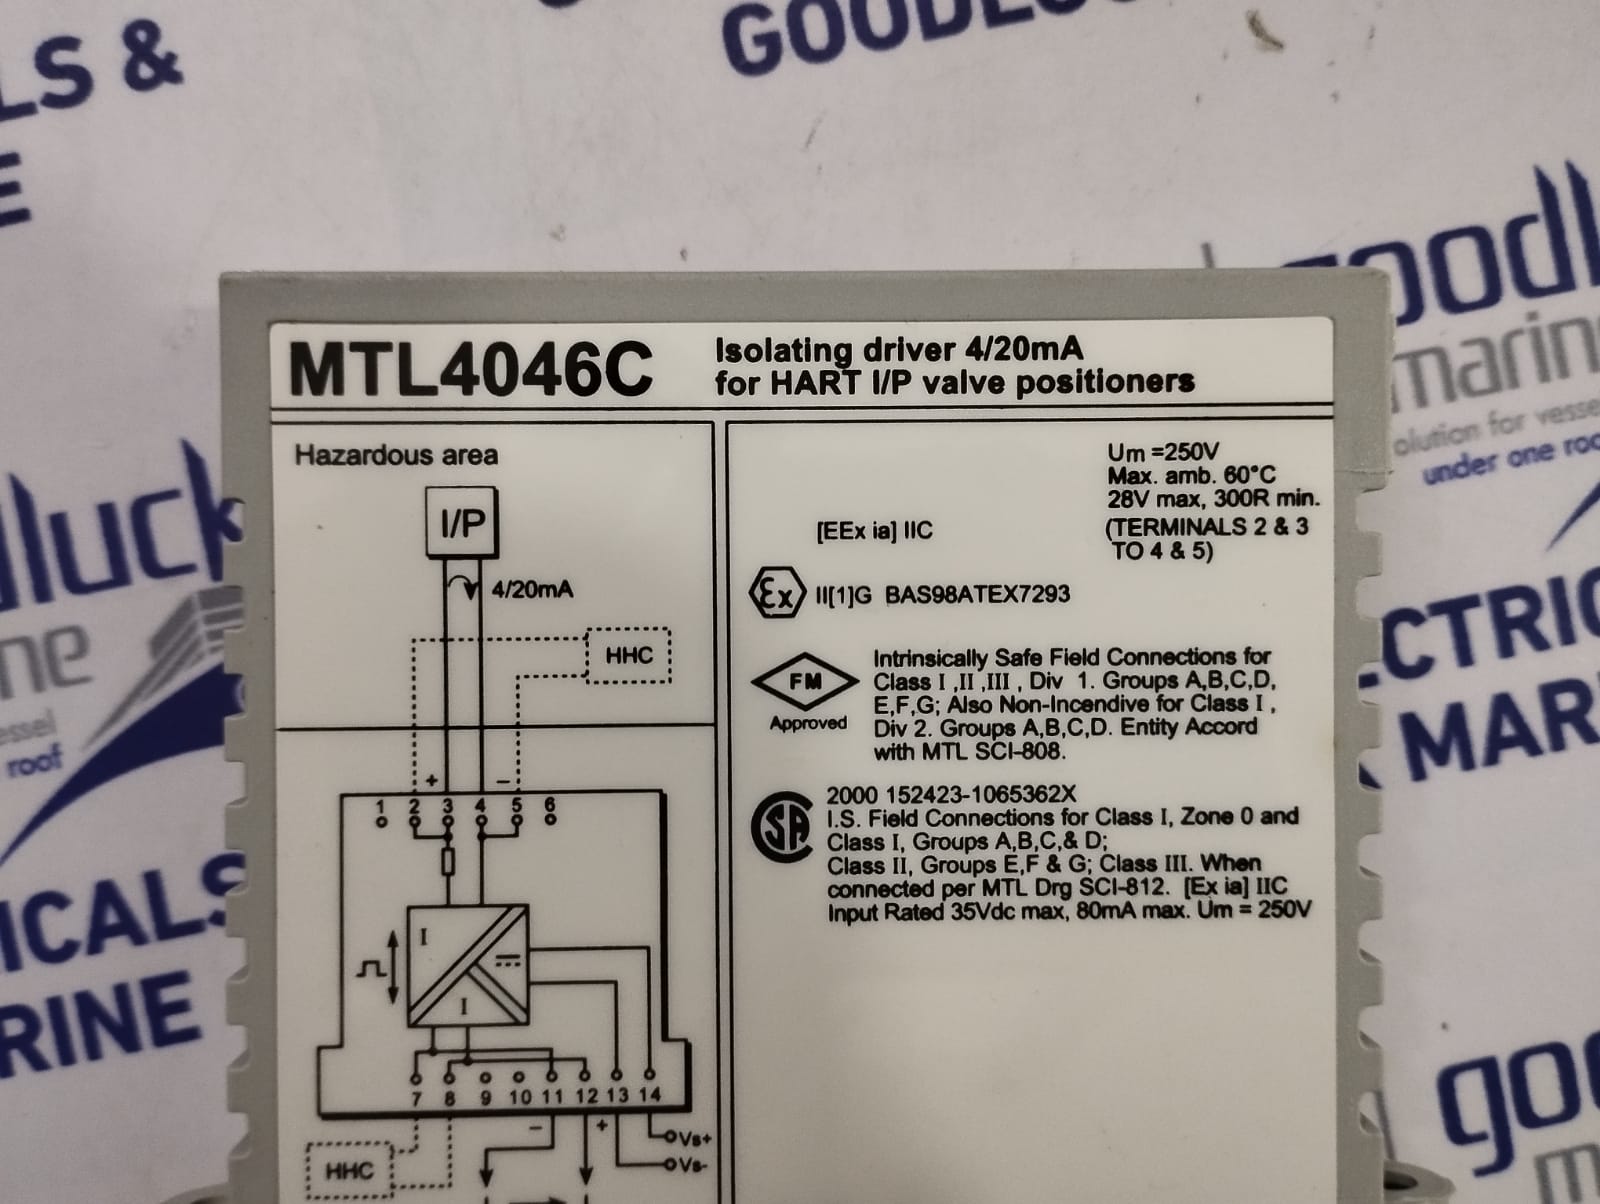 LS &
E
GOODLUC
goodl
marin
olution for vesse
under one roo
dluck
ne
essel
roof
ICALS
RINE
CTRIC
MAR
goo
m
MTL4046C
Isolating driver 4/20mA
for HART I/P valve positioners
Hazardous area
I/P
4/20mA
HHC
+ −
1 2 3 4 5 6
I
I
7 8 9 10 11 12 13 14
− +
Vs+
Vs-
HHC
Um =250V
Max. amb. 60°C
28V max, 300R min.
(TERMINALS 2 & 3
TO 4 & 5)
[EEx ia] IIC
Ex II[1]G BAS98ATEX7293
FM
Approved
Intrinsically Safe Field Connections for
Class I ,II ,III , Div 1. Groups A,B,C,D,
E,F,G; Also Non-Incendive for Class I ,
Div 2. Groups A,B,C,D. Entity Accord
with MTL SCI-808.
SA
2000 152423-1065362X
I.S. Field Connections for Class I, Zone 0 and
Class I, Groups A,B,C,& D;
Class II, Groups E,F & G; Class III. When
connected per MTL Drg SCI-812. [Ex ia] IIC
Input Rated 35Vdc max, 80mA max. Um = 250V